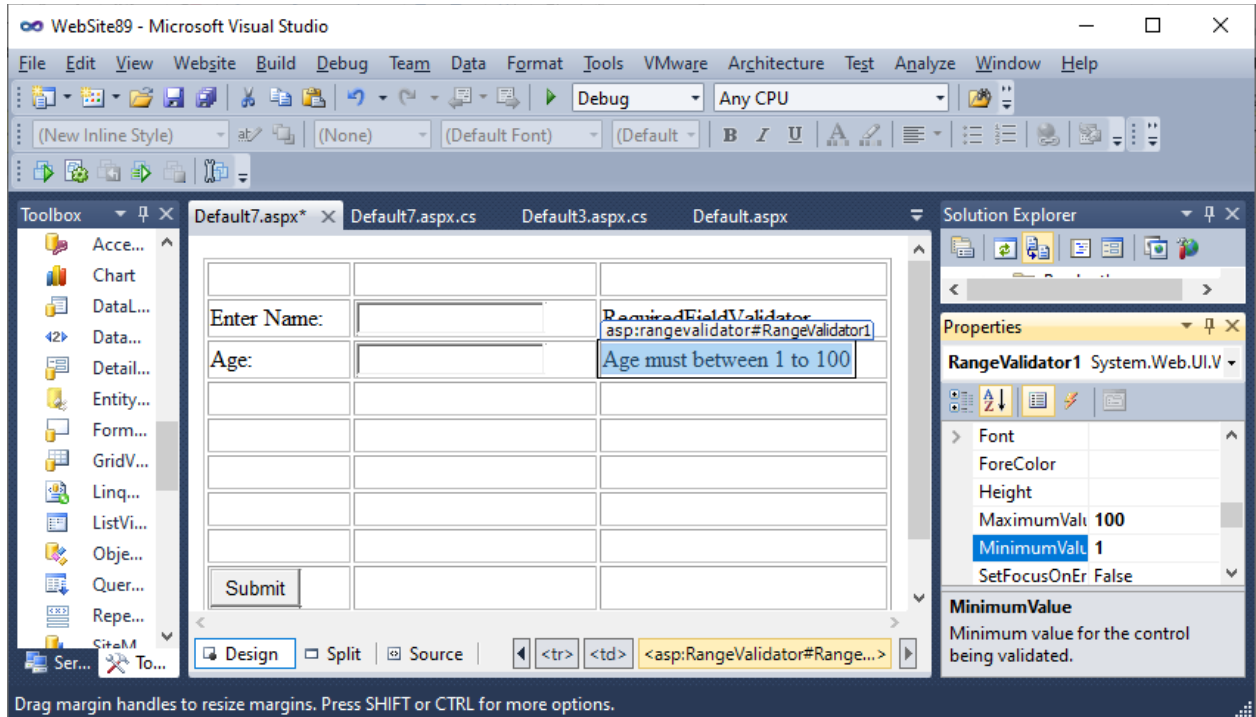 WebSite89 - Microsoft Visual Studio
File Edit View Website Build Debug Team Data Format Tools VMware Architecture Test Analyze Window Help
Debug Any CPU
(New Inline Style) (None) (Default Font) (Default B I U A
Toolbox
Acce...
Chart
DataL...
Data...
Detail...
Entity...
Form...
GridV...
Linq...
ListVi...
Obje...
Quer...
Repe...
SiteM
Ser... To...
Default7.aspx* Default7.aspx.cs Default3.aspx.cs Default.aspx
Enter Name: RequiredFieldValidator
asp:rangevalidator#RangeValidator1
Age: Age must between 1 to 100
Submit
Design Split Source <tr> <td> <asp:RangeValidator#Range...>
Solution Explorer
Properties
RangeValidator1 System.Web.UI.V
Font
ForeColor
Height
MaximumValu 100
MinimumValu 1
SetFocusOnEr False
MinimumValue
Minimum value for the control
being validated.
Drag margin handles to resize margins. Press SHIFT or CTRL for more options.